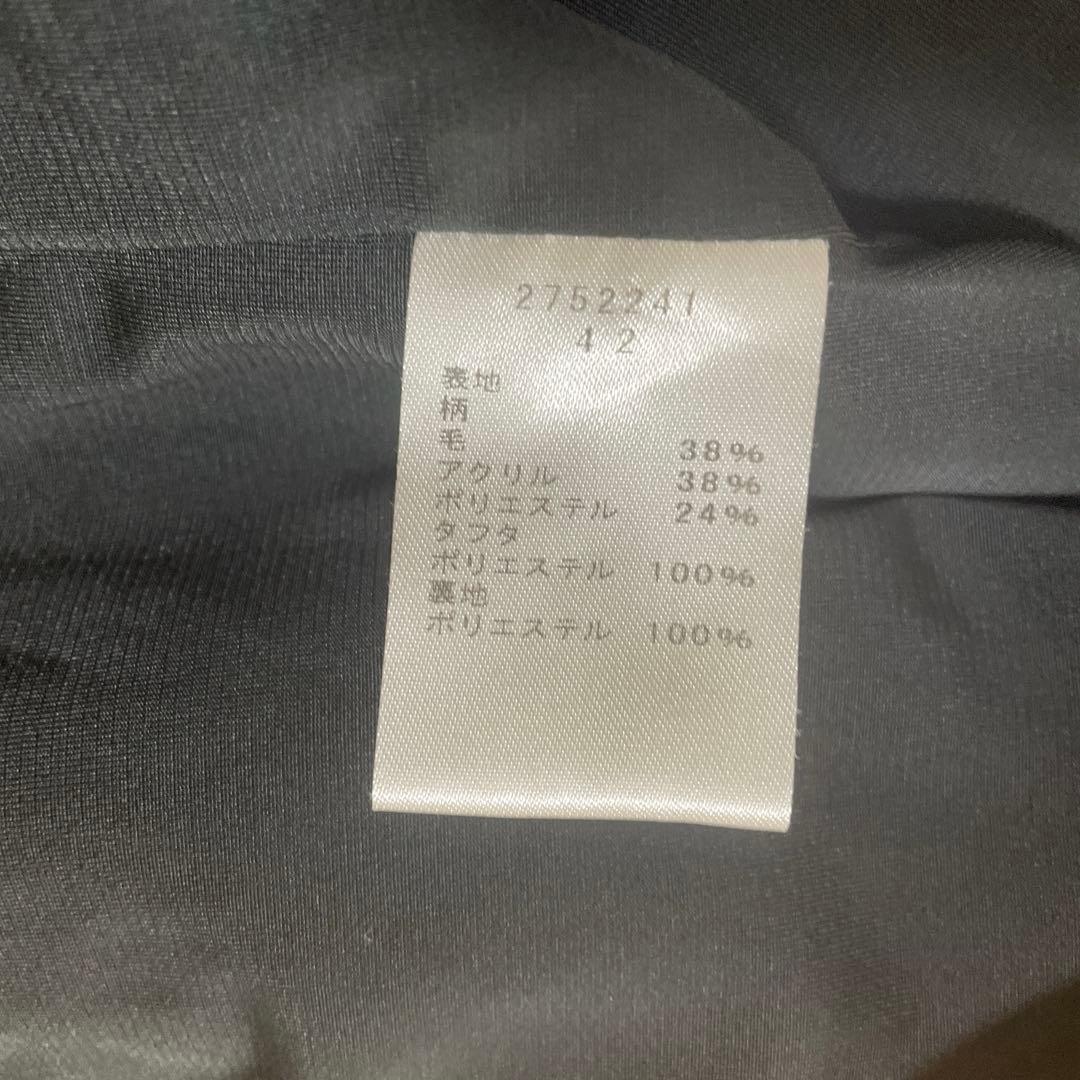 2752241
42
表地
柄
毛 38%
アクリル 38%
ポリエステル 24%
タフタ
ポリエステル 100%
裏地
ポリエステル 100%